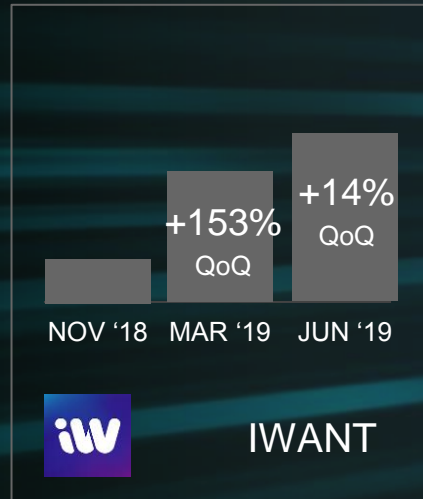 +153%
QoQ
+14%
QoQ
NOV ‘18 MAR ‘19 JUN ‘19
iW IWANT